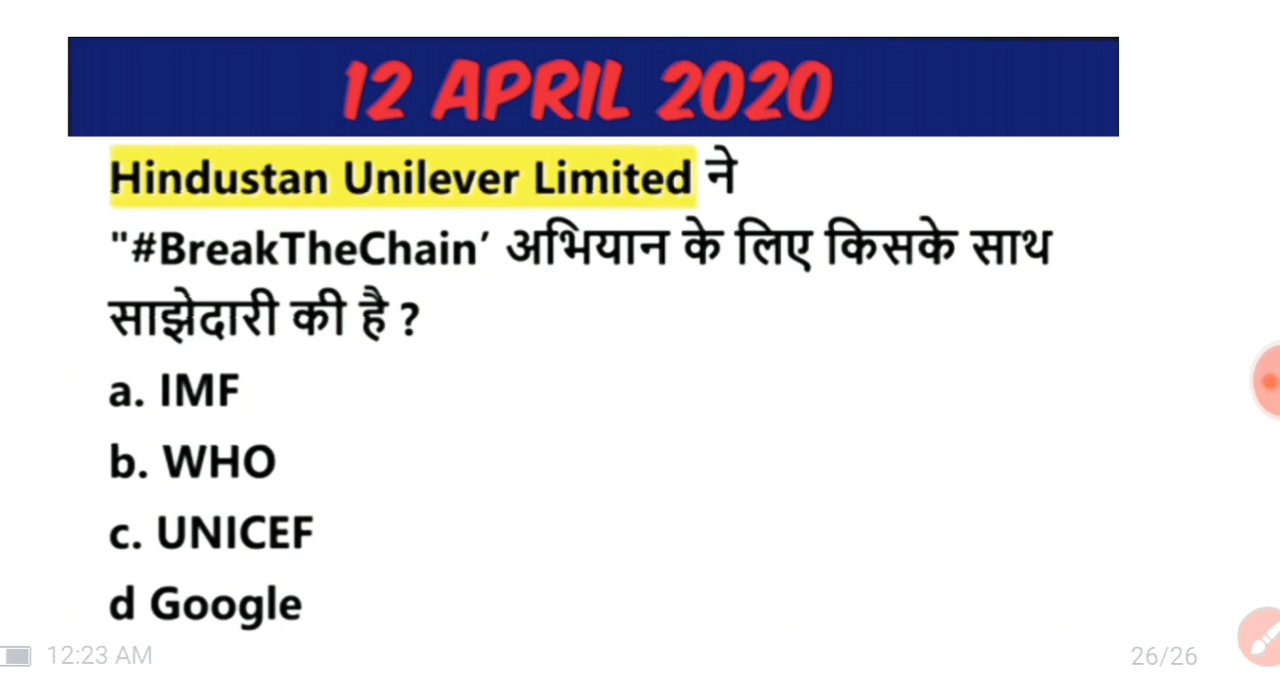 12 APRIL 2020
Hindustan Unilever Limited ने
"#BreakTheChain’ अभियान के लिए किसके साथ
साझेदारी की है ?
a. IMF
b. WHO
c. UNICEF
d Google
12:23 AM
26/26